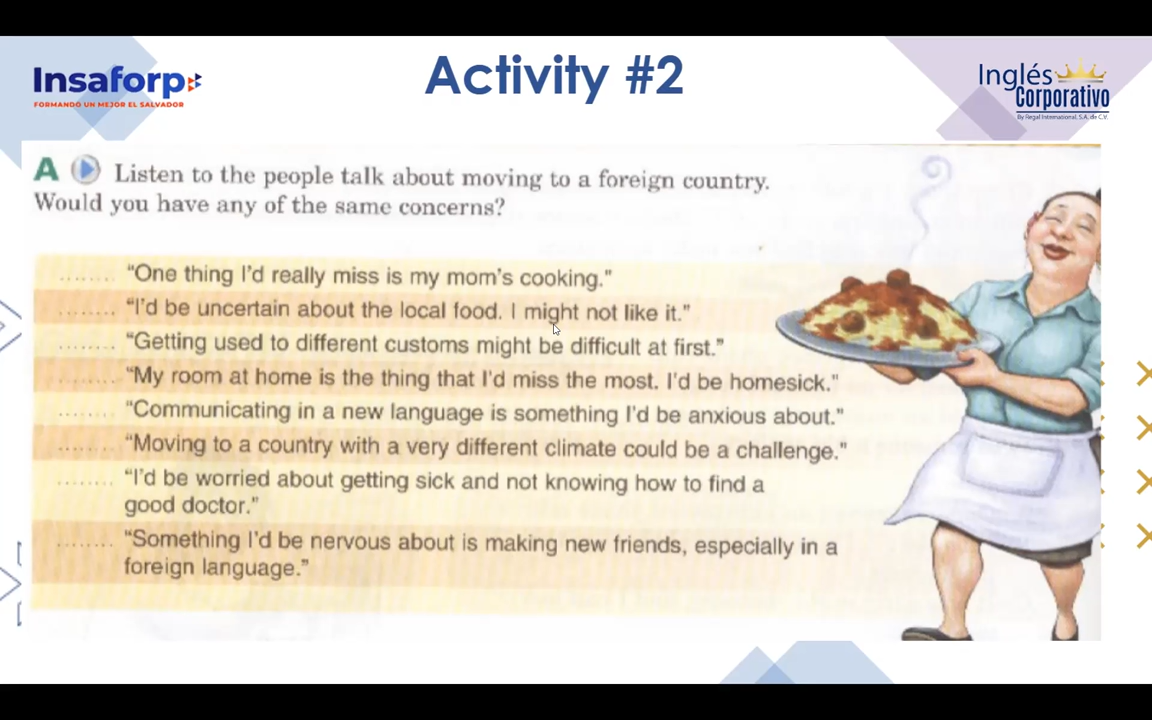 Activity #2
Insaforp
FORMANDO UN MEJOR EL SALVADOR
Inglés
Corporativo
By Regal International, S.A. de C.V.
A Listen to the people talk about moving to a foreign country.
Would you have any of the same concerns?
........ "One thing I'd really miss is my mom's cooking."
........ "I'd be uncertain about the local food. I might not like it."
........ "Getting used to different customs might be difficult at first."
........ "My room at home is the thing that I'd miss the most. I'd be homesick."
........ "Communicating in a new language is something I'd be anxious about."
........ "Moving to a country with a very different climate could be a challenge."
........ "I'd be worried about getting sick and not knowing how to find a
good doctor."
........ "Something I'd be nervous about is making new friends, especially in a
foreign language."